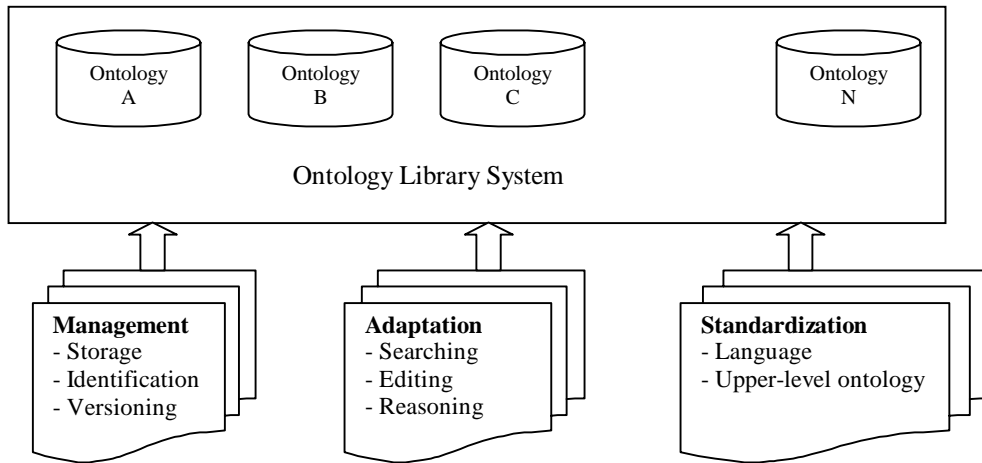 Ontology
A
Ontology
B
Ontology
C
Ontology
N
Ontology Library System
Management
- Storage
- Identification
- Versioning
Adaptation
- Searching
- Editing
- Reasoning
Standardization
- Language
- Upper-level ontology